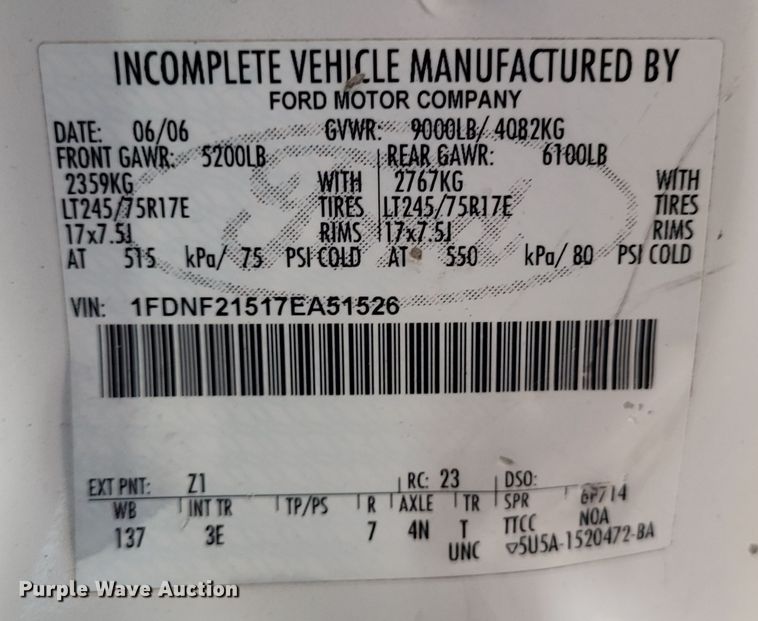 INCOMPLETE VEHICLE MANUFACTURED BY
FORD MOTOR COMPANY
DATE: 06/06 GVWR: 9000LB/ 4082KG
FRONT GAWR: 5200LB REAR GAWR: 6100LB
2359KG WITH 2767KG WITH
LT245/75R17E TIRES LT245/75R17E TIRES
17x7.5J RIMS 17x7.5J RIMS
AT 515 kPa/ 75 PSI COLD AT 550 kPa/ 80 PSI COLD
VIN: 1FDNF21517EA51526
EXT PNT: Z1 RC: 23 DSO:
WB INT TR TP/PS R AXLE TR SPR 6P714
137 3E 7 4N T TTCC NOA
UNC ▽5U5A-1520472-BA
Purple Wave Auction